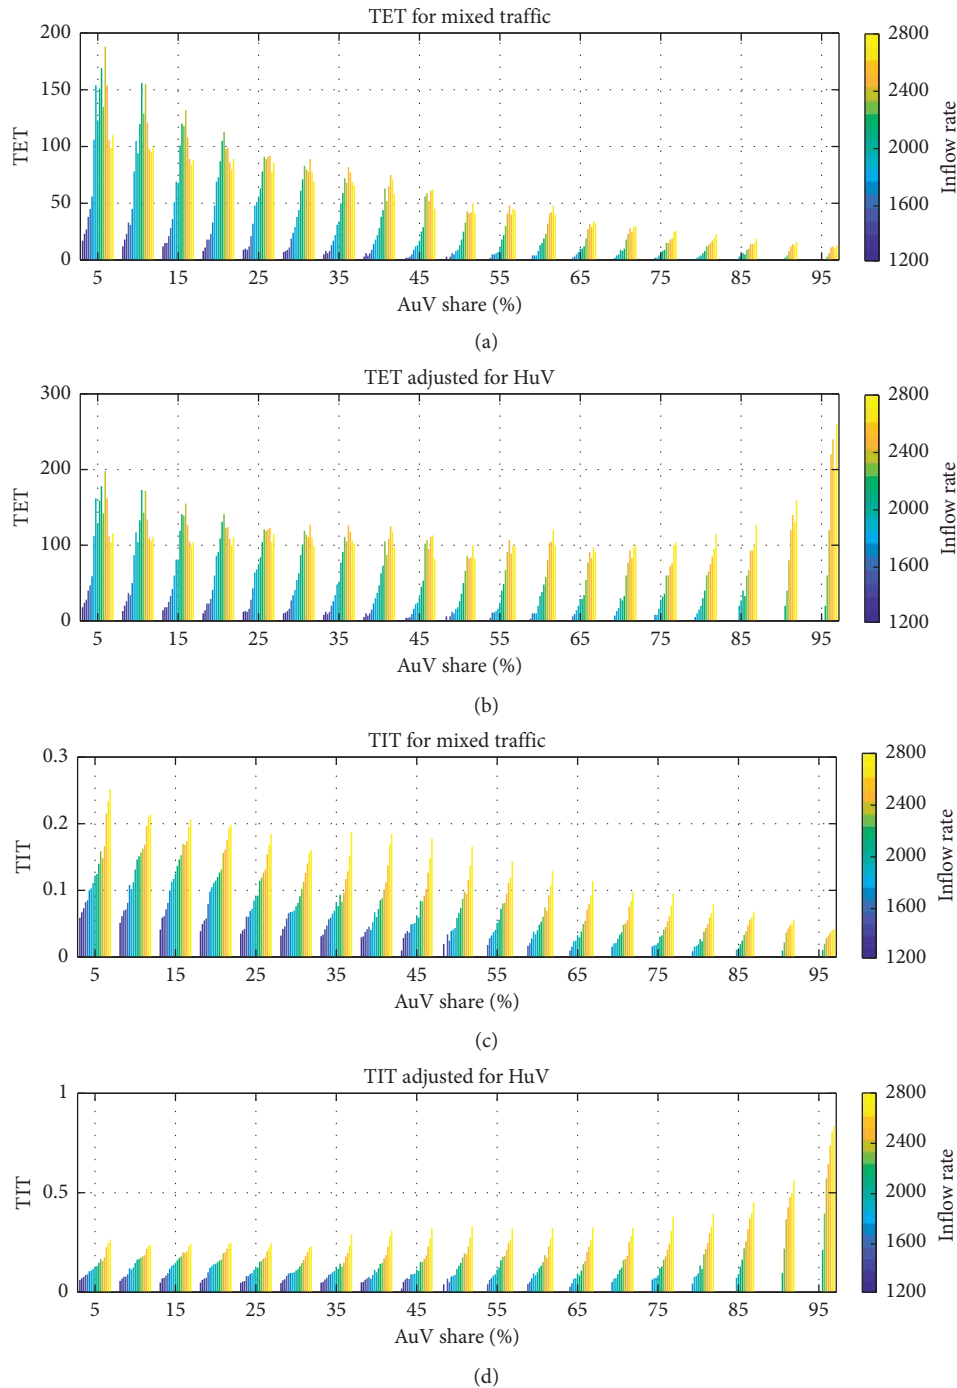 TET for mixed traffic
200
150
100
50
0
TET
5 15 25 35 45 55 65 75 85 95
AuV share (%)
2800
2400
2000
1600
1200
Inflow rate
(a)
TET adjusted for HuV
300
200
100
0
TET
5 15 25 35 45 55 65 75 85 95
AuV share (%)
2800
2400
2000
1600
1200
Inflow rate
(b)
TIT for mixed traffic
0.3
0.2
0.1
0
TIT
5 15 25 35 45 55 65 75 85 95
AuV share (%)
2800
2400
2000
1600
1200
Inflow rate
(c)
TIT adjusted for HuV
1
0.5
0
TIT
5 15 25 35 45 55 65 75 85 95
AuV share (%)
2800
2400
2000
1600
1200
Inflow rate
(d)